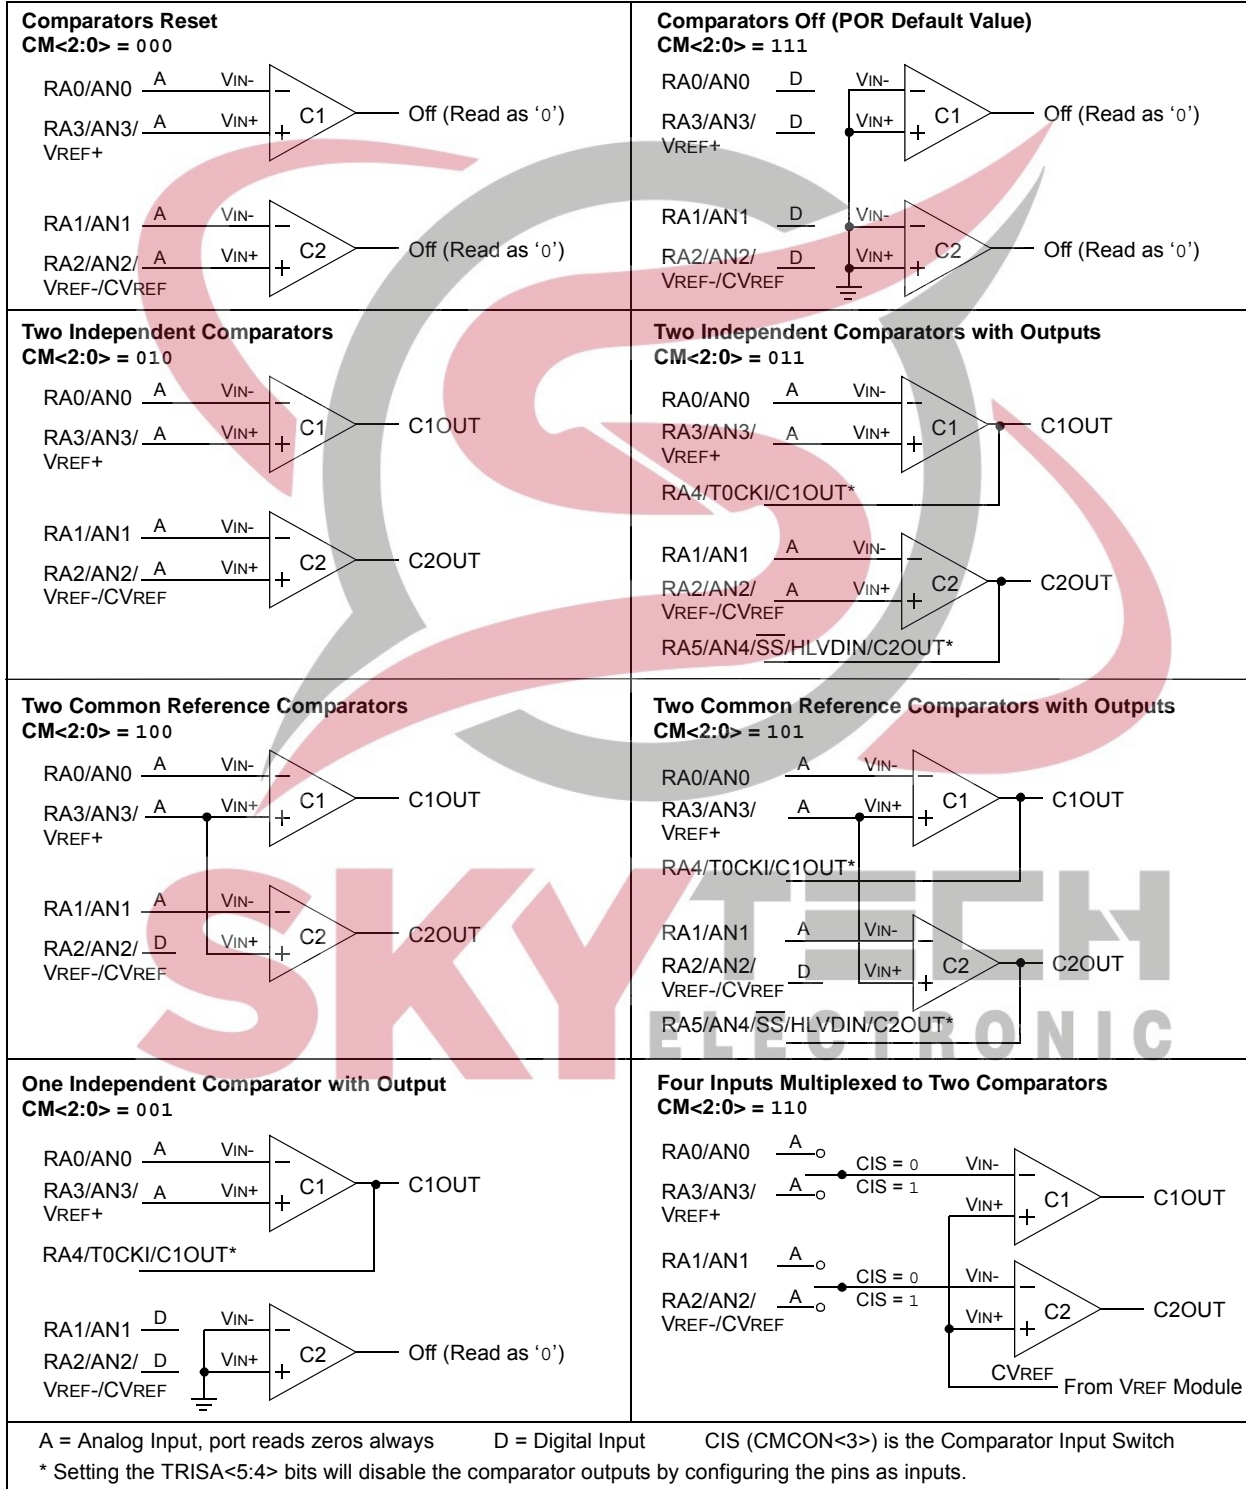 Comparators Reset
CM<2:0> = 000
RA0/AN0 A VIN-
C1 Off (Read as ‘0’)
RA3/AN3/ A VIN+
VREF+
RA1/AN1 A VIN-
C2 Off (Read as ‘0’)
RA2/AN2/ A VIN+
VREF-/CVREF
Comparators Off (POR Default Value)
CM<2:0> = 111
RA0/AN0 D VIN-
C1 Off (Read as ‘0’)
RA3/AN3/ D VIN+
VREF+
RA1/AN1 D VIN-
C2 Off (Read as ‘0’)
RA2/AN2/ D VIN+
VREF-/CVREF
Two Independent Comparators
CM<2:0> = 010
RA0/AN0 A VIN-
C1 C1OUT
RA3/AN3/ A VIN+
VREF+
RA1/AN1 A VIN-
C2 C2OUT
RA2/AN2/ A VIN+
VREF-/CVREF
Two Independent Comparators with Outputs
CM<2:0> = 011
RA0/AN0 A VIN-
C1 C1OUT
RA3/AN3/ A VIN+
VREF+
RA4/T0CKI/C1OUT*
RA1/AN1 A VIN-
C2 C2OUT
RA2/AN2/ A VIN+
VREF-/CVREF
RA5/AN4/SS/HLVDIN/C2OUT*
Two Common Reference Comparators
CM<2:0> = 100
RA0/AN0 A VIN-
C1 C1OUT
RA3/AN3/ A VIN+
VREF+
RA1/AN1 A VIN-
C2 C2OUT
RA2/AN2/ D VIN+
VREF-/CVREF
Two Common Reference Comparators with Outputs
CM<2:0> = 101
RA0/AN0 A VIN-
C1 C1OUT
RA3/AN3/ A VIN+
VREF+
RA4/T0CKI/C1OUT*
RA1/AN1 A VIN-
C2 C2OUT
RA2/AN2/ D VIN+
VREF-/CVREF
RA5/AN4/SS/HLVDIN/C2OUT*
SKYTECH
ELECTRONIC
One Independent Comparator with Output
CM<2:0> = 001
RA0/AN0 A VIN-
C1 C1OUT
RA3/AN3/ A VIN+
VREF+
RA4/T0CKI/C1OUT*
RA1/AN1 D VIN-
C2 Off (Read as ‘0’)
RA2/AN2/ D VIN+
VREF-/CVREF
Four Inputs Multiplexed to Two Comparators
CM<2:0> = 110
RA0/AN0 A
CIS = 0 VIN-
RA3/AN3/ A CIS = 1
VREF+ VIN+ C1 C1OUT
RA1/AN1 A
CIS = 0 VIN-
RA2/AN2/ A CIS = 1
VREF-/CVREF VIN+ C2 C2OUT
CVREF
From VREF Module
A = Analog Input, port reads zeros always D = Digital Input CIS (CMCON<3>) is the Comparator Input Switch
* Setting the TRISA<5:4> bits will disable the comparator outputs by configuring the pins as inputs.